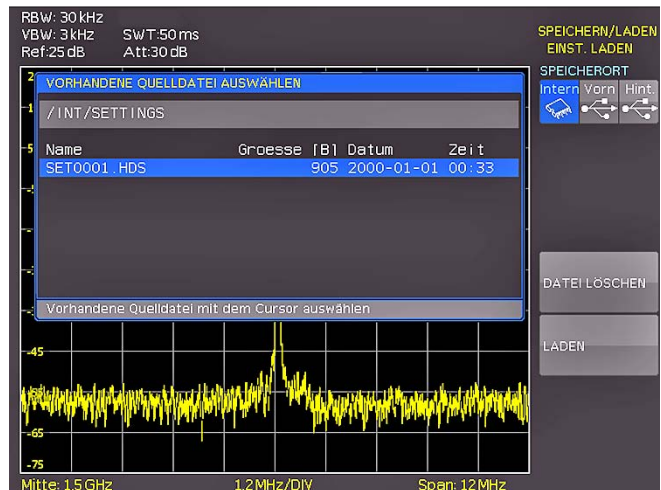 RBW: 30 kHz
VBW: 3 kHz SWT: 50 ms
Ref: 25 dB Att: 30 dB
SPEICHERN/LADEN
EINST. LADEN
SPEICHERORT
Intern Vorn Hint.
VORHANDENE QUELLDATEI AUSWÄHLEN
/INT/SETTINGS
Name Groesse [B] Datum Zeit
SET0001.HDS 905 2000-01-01 00:33
Vorhandene Quelldatei mit dem Cursor auswählen
DATEI LÖSCHEN
LADEN
-45
-65
-75
Mitte: 1.5 GHz 1.2 MHz/DIV Span: 12 MHz